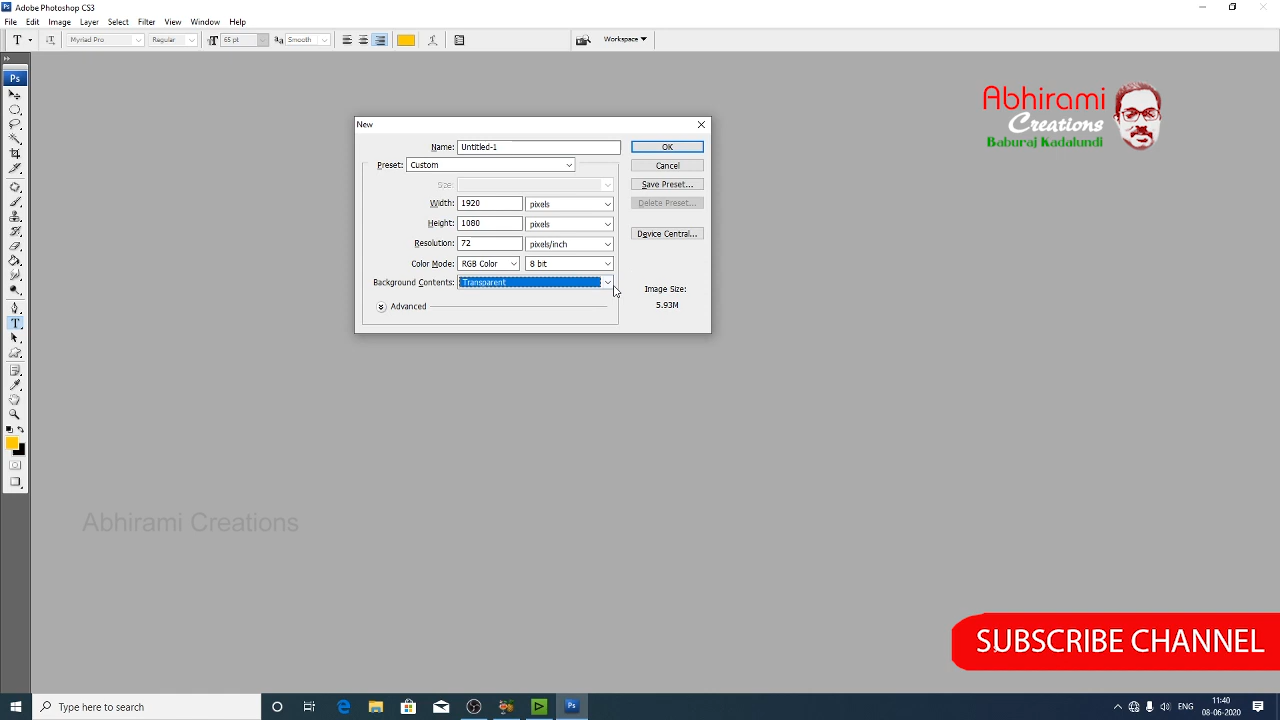 Ps Adobe Photoshop CS3
File Edit Image Layer Select Filter View Window Help
T Myriad Pro Regular 65 pt aa Smooth Workspace
Ps
Abhirami
Creations
Baburaj Kadalundi
New
Name: Untitled-1 OK
Preset: Custom Cancel
Size: Save Preset...
Width: 1920 pixels Delete Preset...
Height: 1080 pixels Device Central...
Resolution: 72 pixels/inch
Color Mode: RGB Color 8 bit
Background Contents: Transparent Image Size:
Advanced 5.93M
T
Abhirami Creations
SUBSCRIBE CHANNEL
Type here to search Ps ENG 11:40
08-06-2020